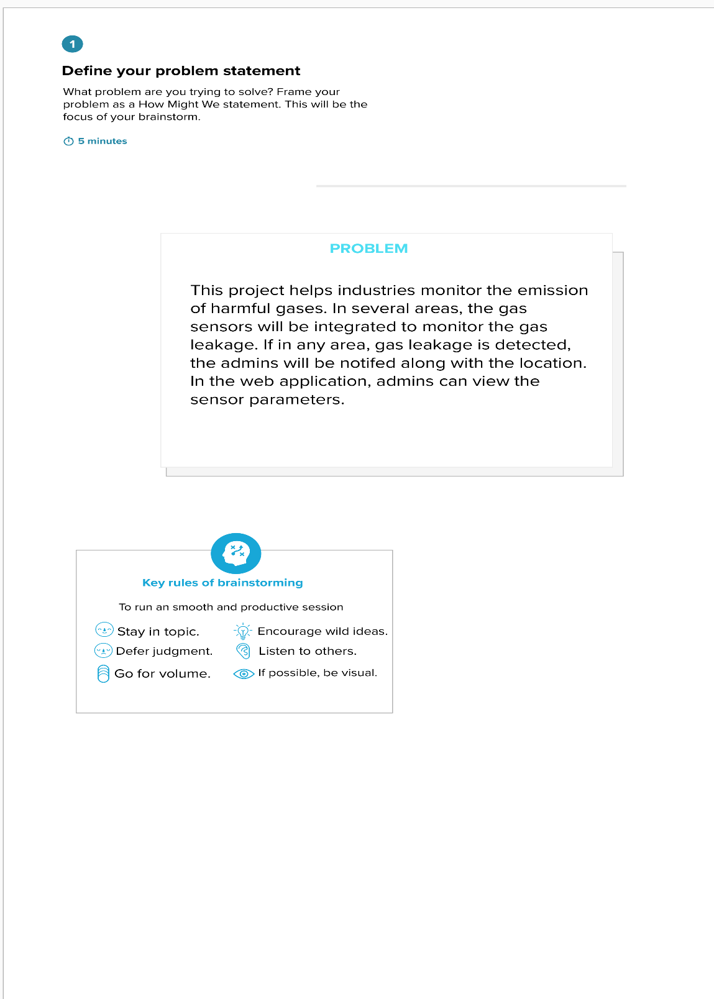 1
Define your problem statement
What problem are you trying to solve? Frame your
problem as a How Might We statement. This will be the
focus of your brainstorm.
5 minutes
PROBLEM
This project helps industries monitor the emission
of harmful gases. In several areas, the gas
sensors will be integrated to monitor the gas
leakage. If in any area, gas leakage is detected,
the admins will be notifed along with the location.
In the web application, admins can view the
sensor parameters.
Key rules of brainstorming
To run an smooth and productive session
Stay in topic.
Encourage wild ideas.
Defer judgment.
Listen to others.
Go for volume.
If possible, be visual.